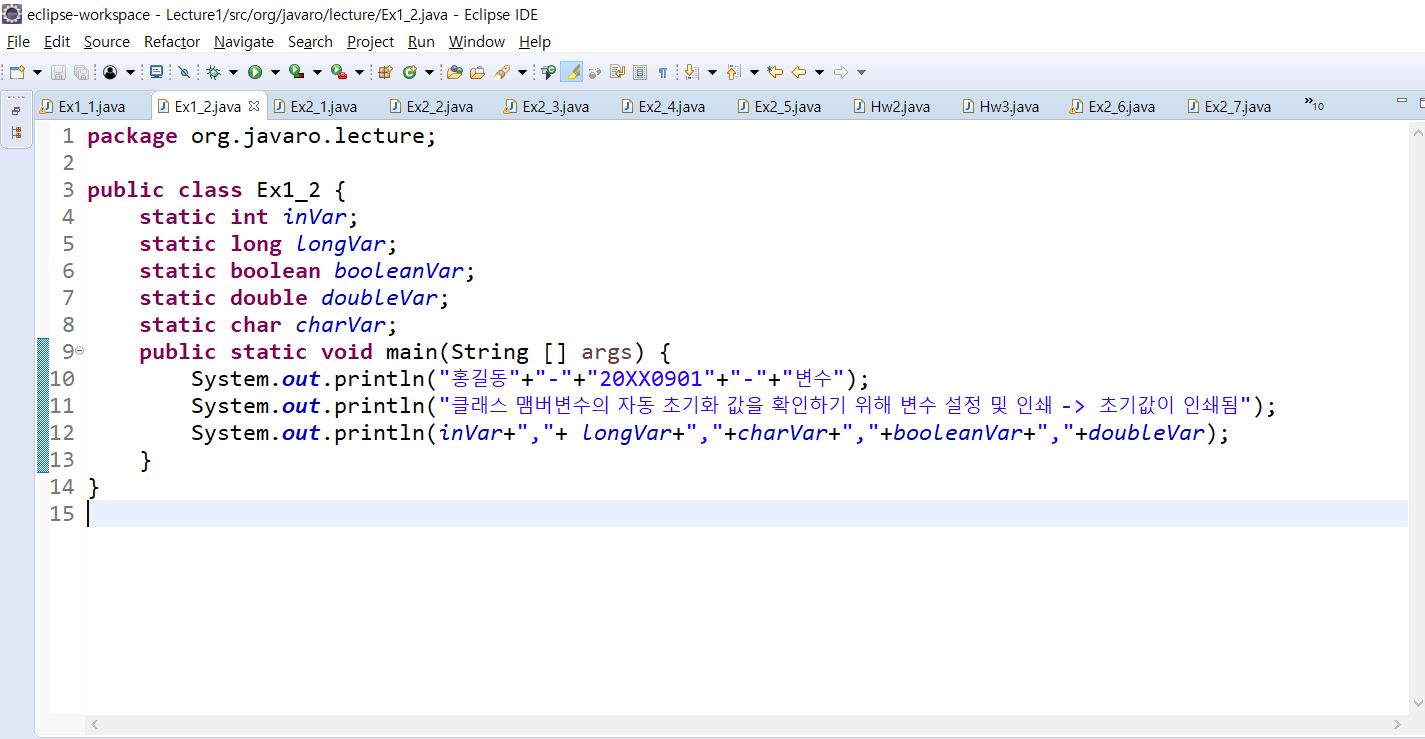 eclipse-workspace - Lecture1/src/org/javaro/lecture/Ex1_2.java - Eclipse IDE
File Edit Source Refactor Navigate Search Project Run Window Help
Ex1_1.java Ex1_2.java Ex2_1.java Ex2_2.java Ex2_3.java Ex2_4.java Ex2_5.java Hw2.java Hw3.java Ex2_6.java Ex2_7.java »10
1 package org.javaro.lecture;
2
3 public class Ex1_2 {
4     static int inVar;
5     static long longVar;
6     static boolean booleanVar;
7     static double doubleVar;
8     static char charVar;
9     public static void main(String [] args) {
10         System.out.println("홍길동"+"-"+"20XX0901"+"-"+"변수");
11         System.out.println("클래스 맴버변수의 자동 초기화 값을 확인하기 위해 변수 설정 및 인쇄 -> 초기값이 인쇄됨");
12         System.out.println(inVar+","+ longVar+","+charVar+","+booleanVar+","+doubleVar);
13     }
14 }
15